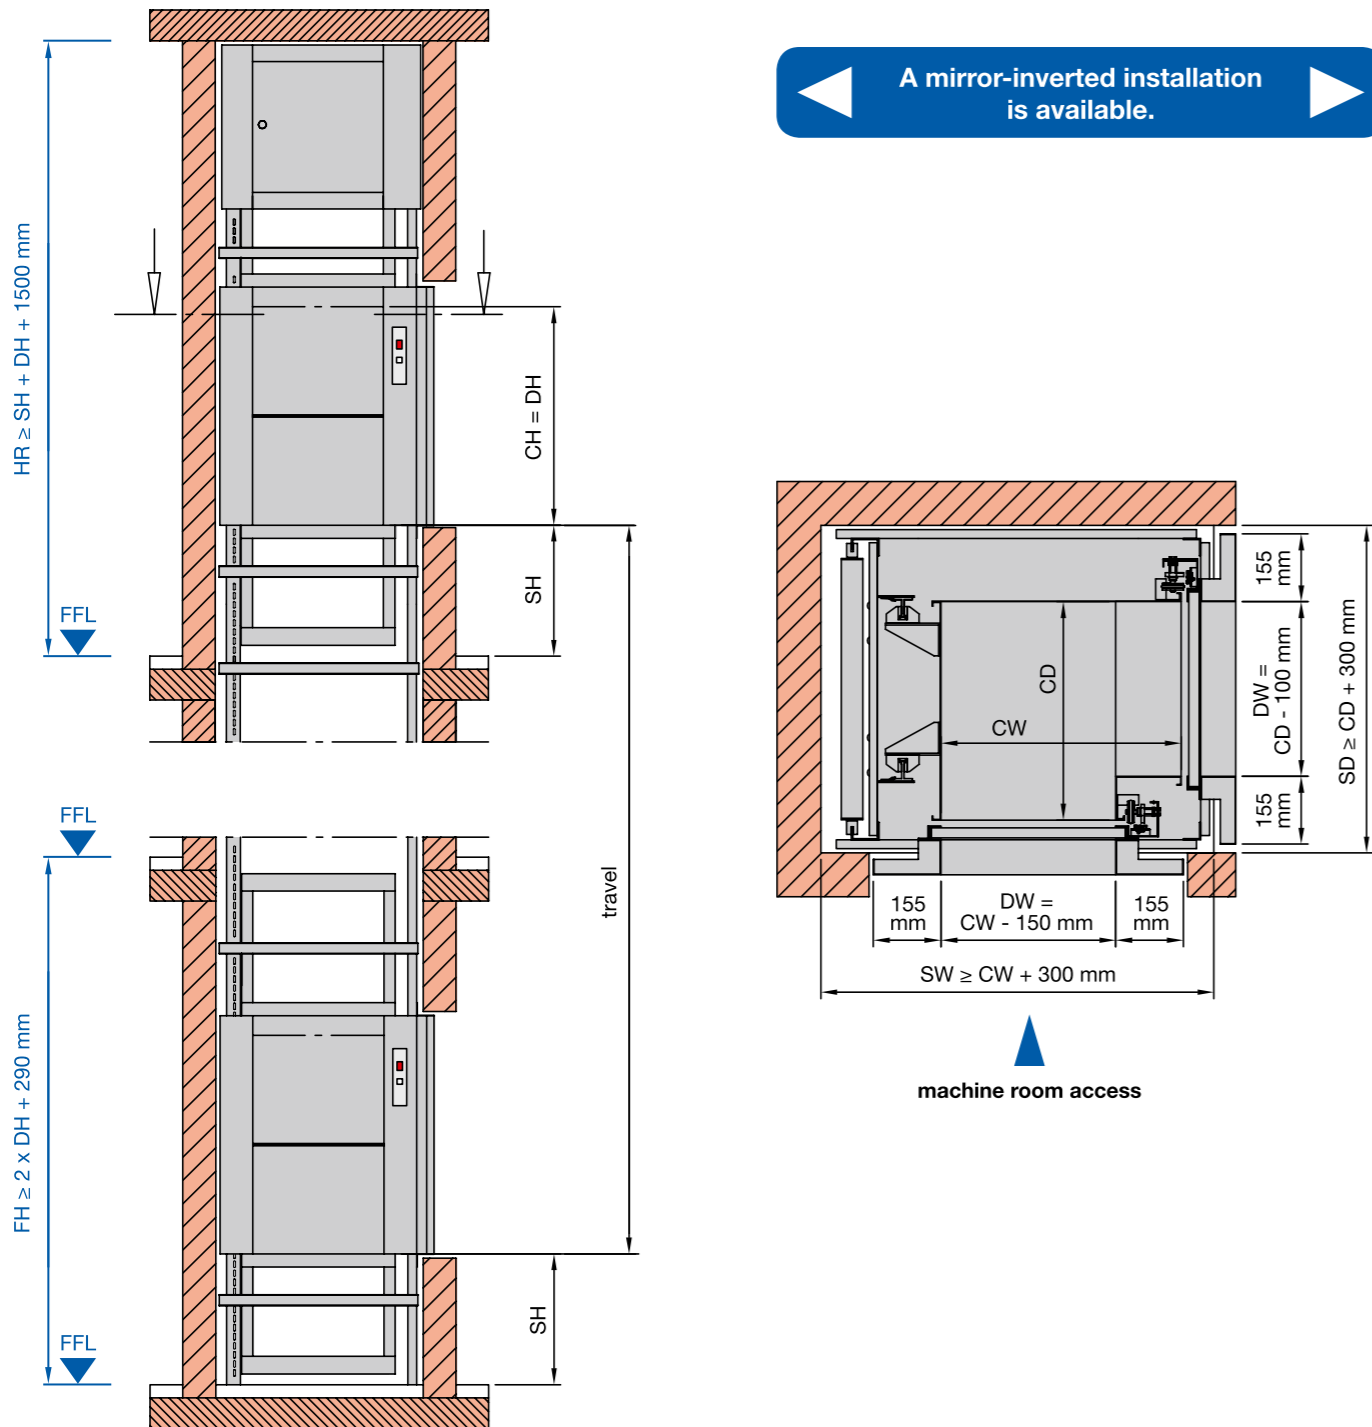 A mirror-inverted installation
is available.
HR ≥ SH + DH + 1500 mm
CH = DH
SH
FFL
travel
FFL
FH ≥ 2 x DH + 290 mm
SH
FFL
CD
CW
155
mm
DW =
CD - 100 mm
155
mm
SD ≥ CD + 300 mm
155
mm
DW =
CW - 150 mm
155
mm
SW ≥ CW + 300 mm
machine room access